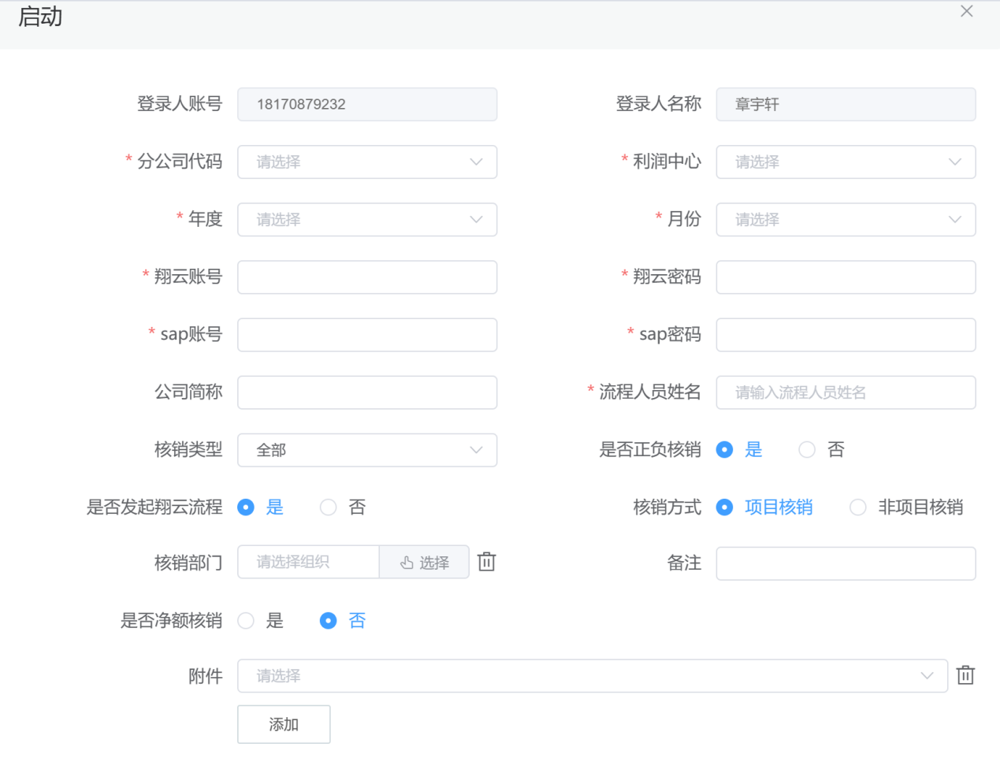 启动
登录人账号 18170879232 登录人名称 章宇轩
* 分公司代码 请选择 * 利润中心 请选择
* 年度 请选择 * 月份 请选择
* 翔云账号 * 翔云密码
* sap账号 * sap密码
公司简称 * 流程人员姓名 请输入流程人员姓名
核销类型 全部 是否正负核销 是 否
是否发起翔云流程 是 否 核销方式 项目核销 非项目核销
核销部门 请选择组织 选择 备注
是否净额核销 是 否
附件 请选择
添加